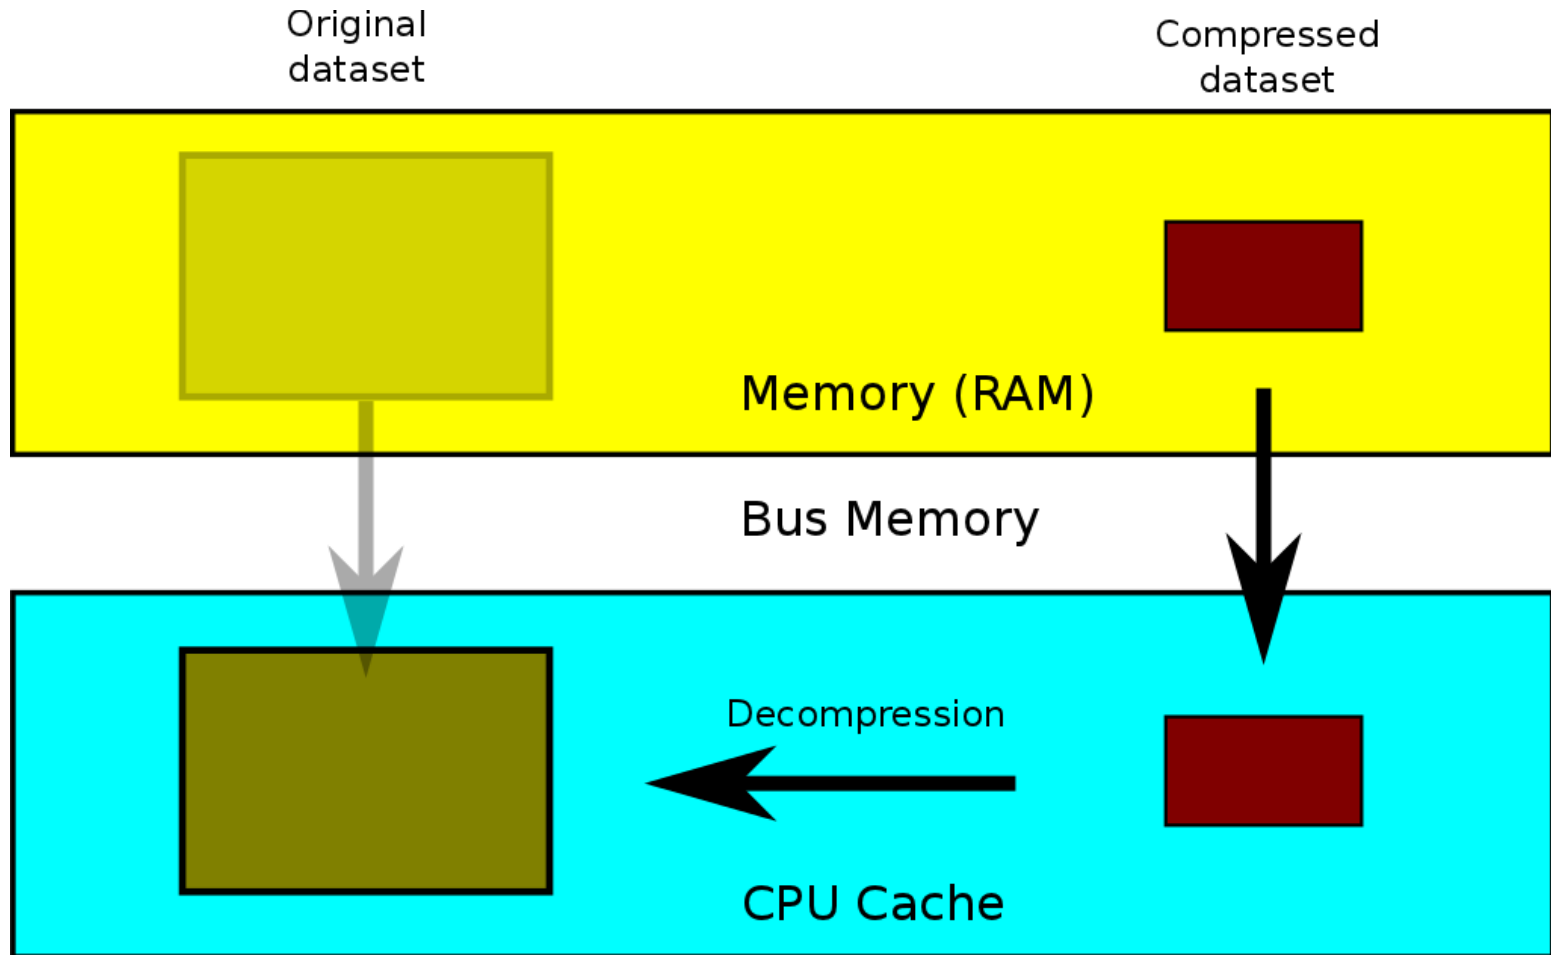 Original
dataset
Compressed
dataset
Memory (RAM)
Bus Memory
Decompression
CPU Cache